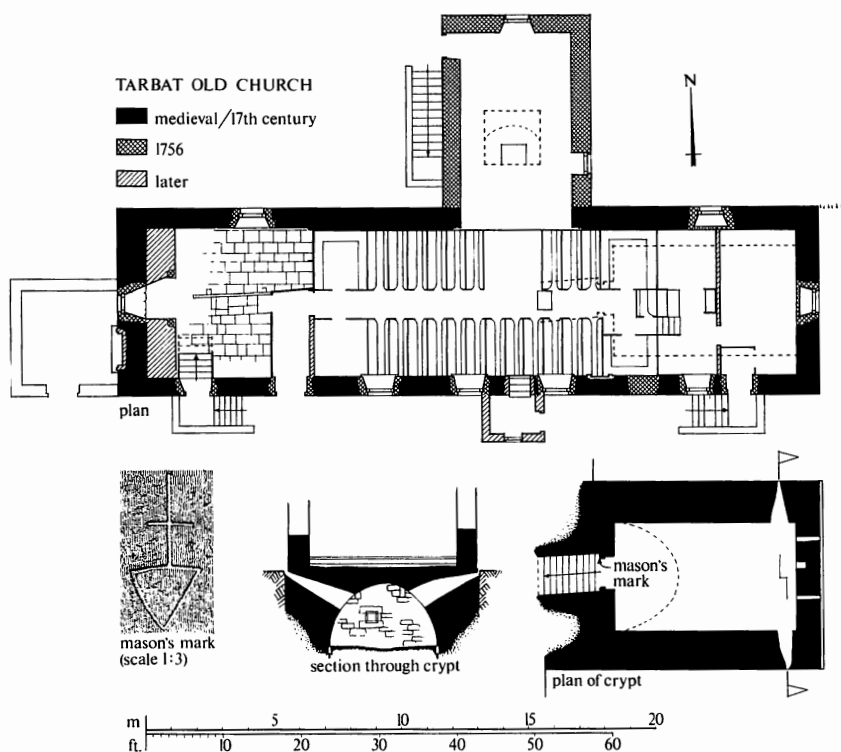 TARBAT OLD CHURCH
medieval/17th century
1756
later
N
plan
mason's mark
(scale 1:3)
section through crypt
mason's
mark
plan of crypt
m 5 10 15 20
ft. 10 20 30 40 50 60